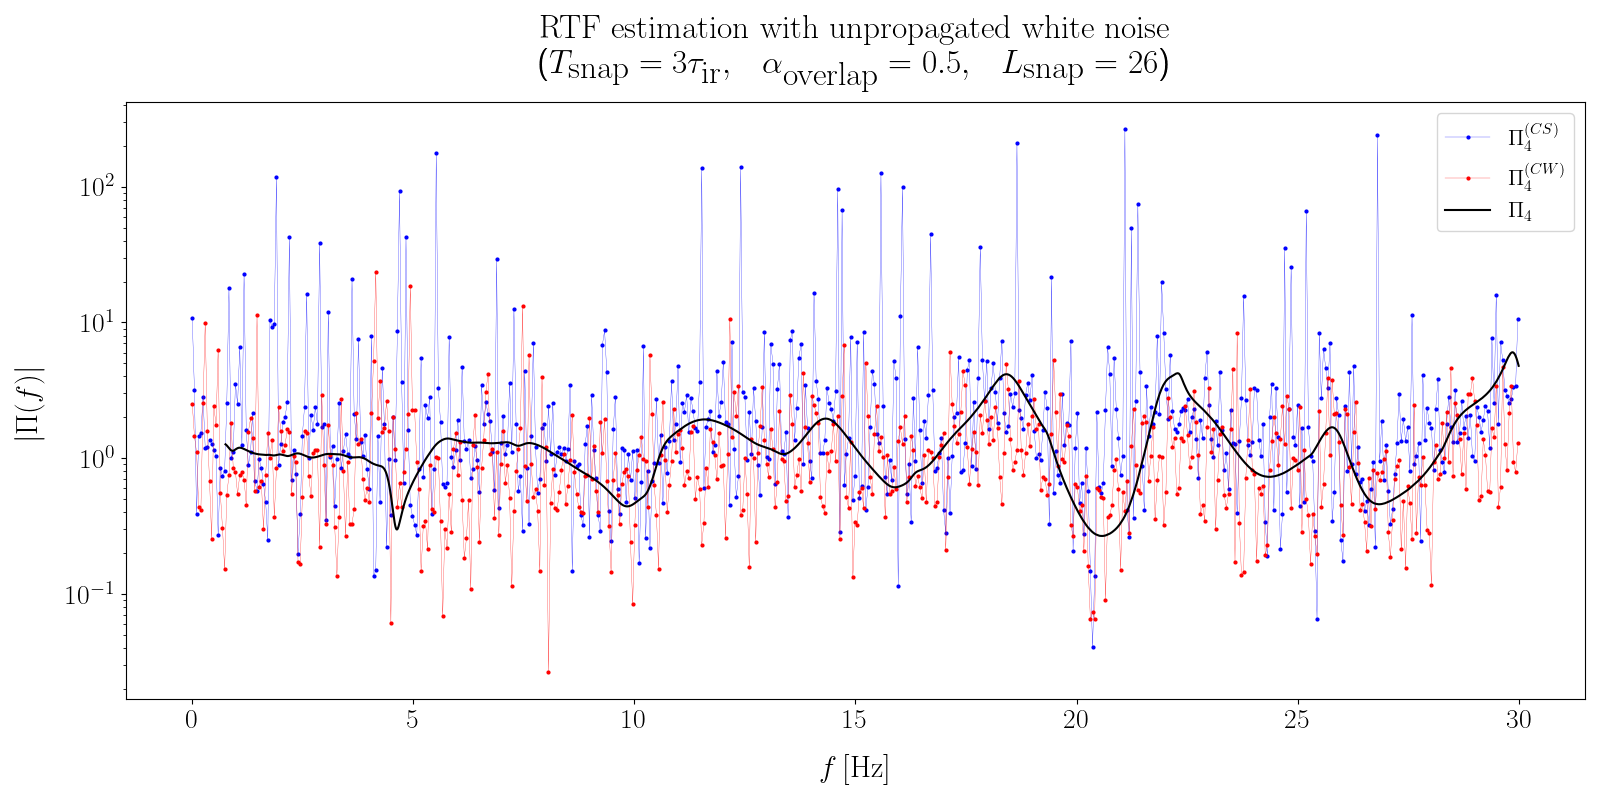 RTF estimation with unpropagated white noise
(T_snap = 3τ_ir, α_overlap = 0.5, L_snap = 26)
Π_4^(CS)
Π_4^(CW)
Π_4
|Π(f)|
10^2
10^1
10^0
10^−1
0 5 10 15 20 25 30
f [Hz]